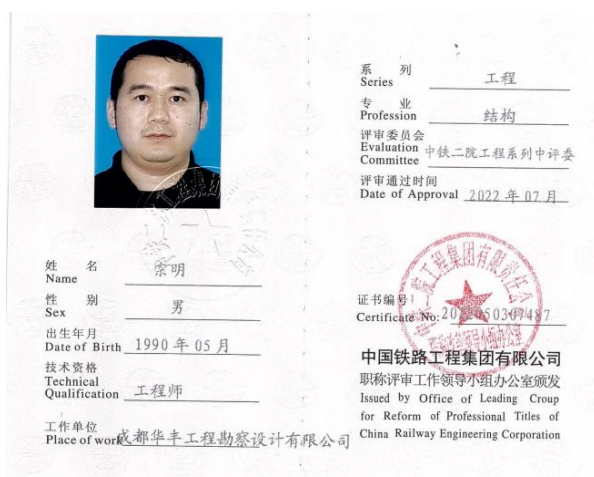 姓 名
Name 崇明
性 别
Sex 男
出生年月
Date of Birth 1990 年 05 月
技术资格
Technical
Qualification 工程师
工作单位
Place of work 成都华丰工程勘察设计有限公司
系 列
Series 工程
专 业
Profession 结构
评审委员会
Evaluation
Committee 中铁二院工程系列中评委
评审通过时间
Date of Approval 2022 年 07 月
证书编号:
Certificate No:
中国铁路工程集团有限公司
职称评审工作领导小组办公室颁发
Issued by Office of Leading Croup
for Reform of Professional Titles of
China Railway Engineering Corporation